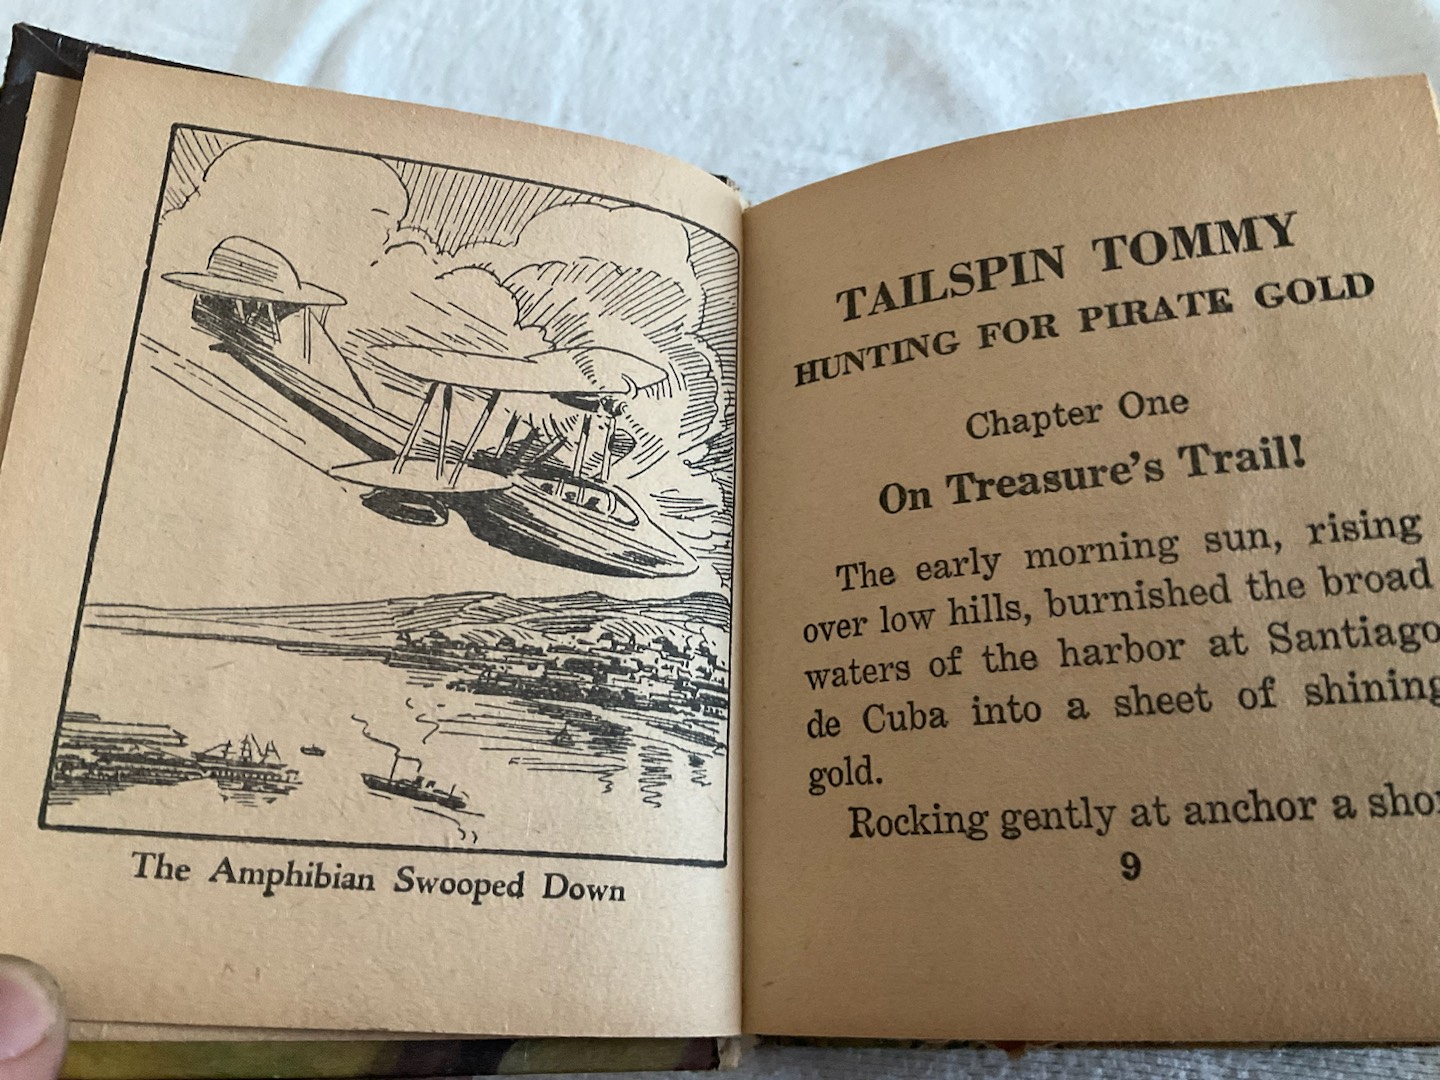 The Amphibian Swooped Down
TAILSPIN TOMMY
HUNTING FOR PIRATE GOLD
Chapter One
On Treasure's Trail!
The early morning sun, rising
over low hills, burnished the broad
waters of the harbor at Santiago
de Cuba into a sheet of shining
gold.
Rocking gently at anchor a
9